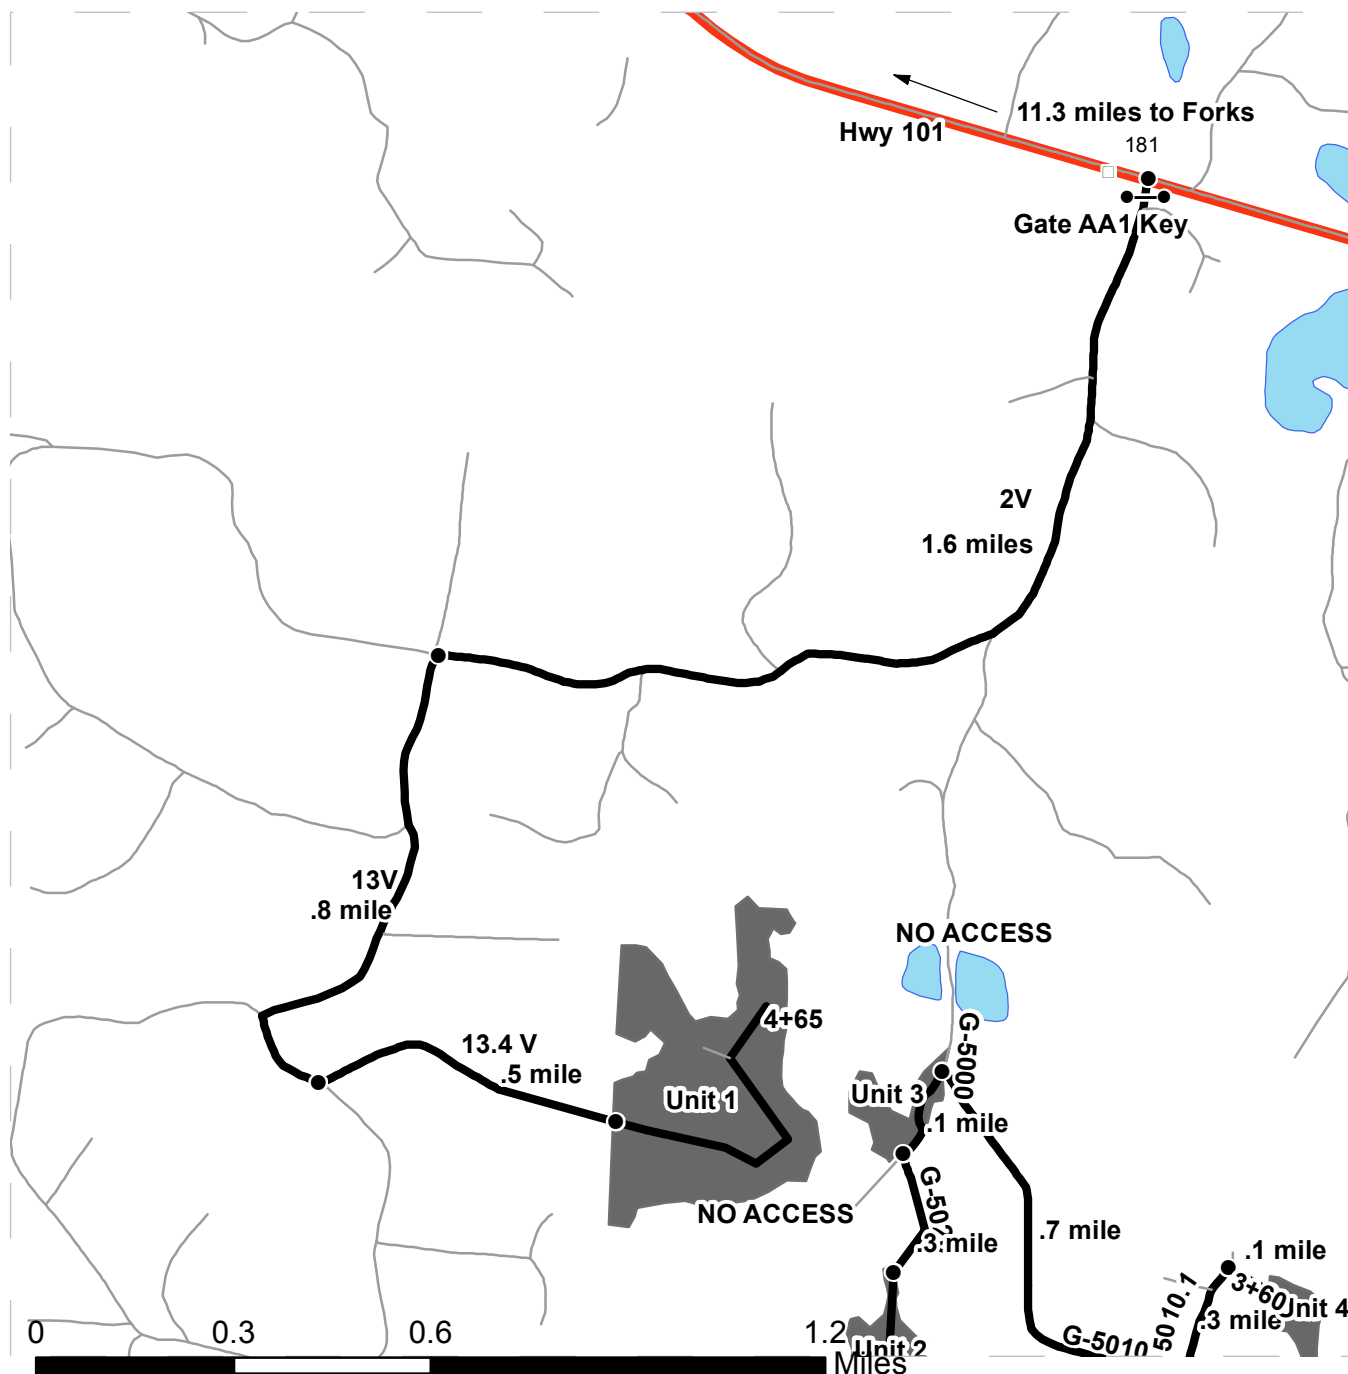 11.3 miles to Forks
Hwy 101
181
Gate AA1 Key
2V
1.6 miles
13V
.8 mile
NO ACCESS
4+65
13.4 V
.5 mile
Unit 1
G-5000
Unit 3
.1 mile
NO ACCESS
.3 mile
.7 mile
.1 mile
3+60
Unit 4
.3 mile
5010.1
G-5010
Unit 2
0
0.3
0.6
1.2
Miles